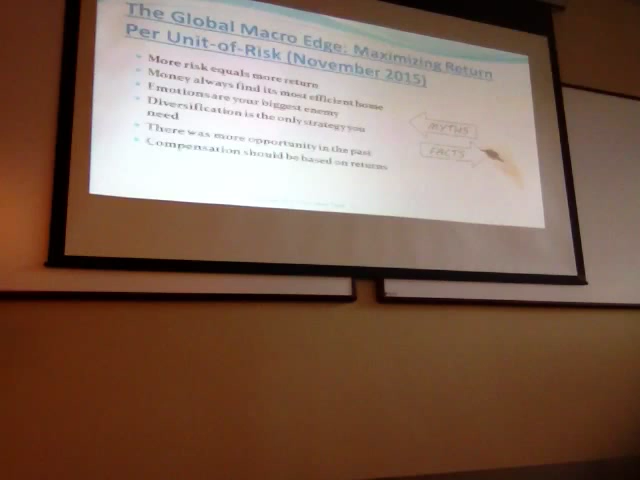 The Global Macro Edge: Maximizing Return
Per Unit-of-Risk (November 2015)
More risk equals more return
Money always find its most efficient home
Emotions are your biggest enemy
Diversification is the only strategy you
need
There was more opportunity in the past
Compensation should be based on returns
MYTHS
FACTS